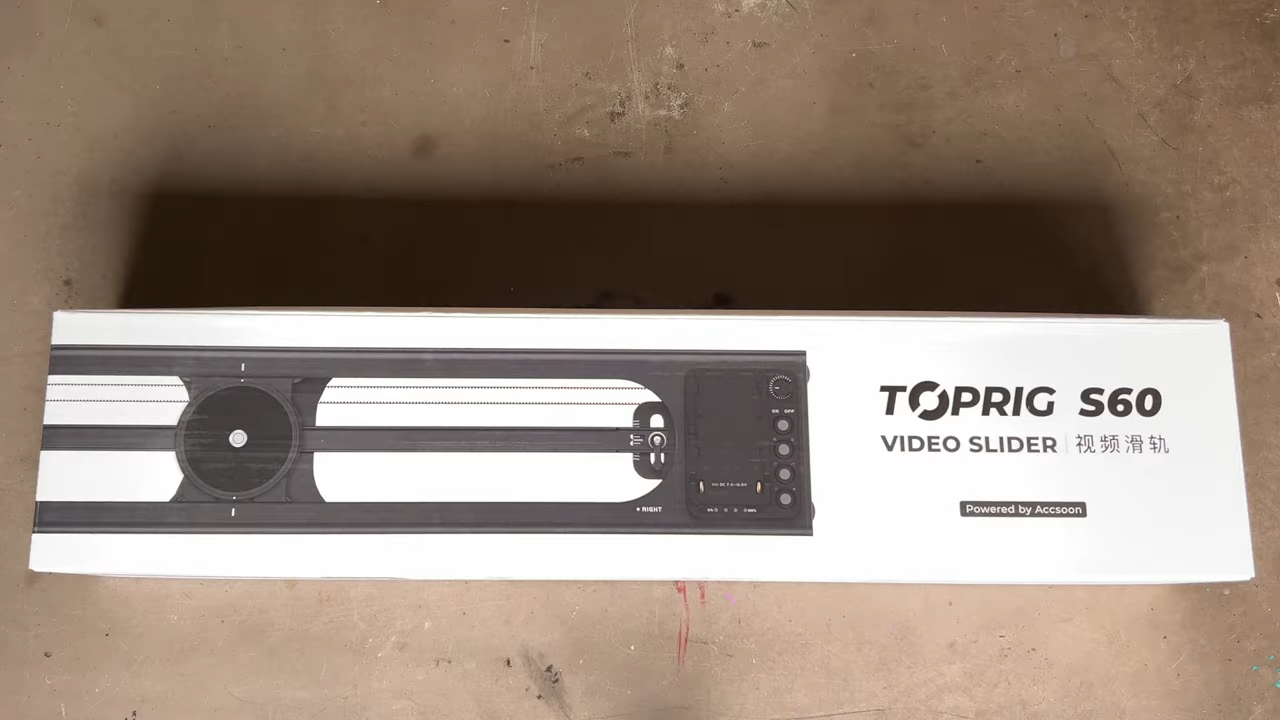 TOPRIG S60
VIDEO SLIDER | 视频滑轨
Powered by Accsoon
ON OFF
RIGHT